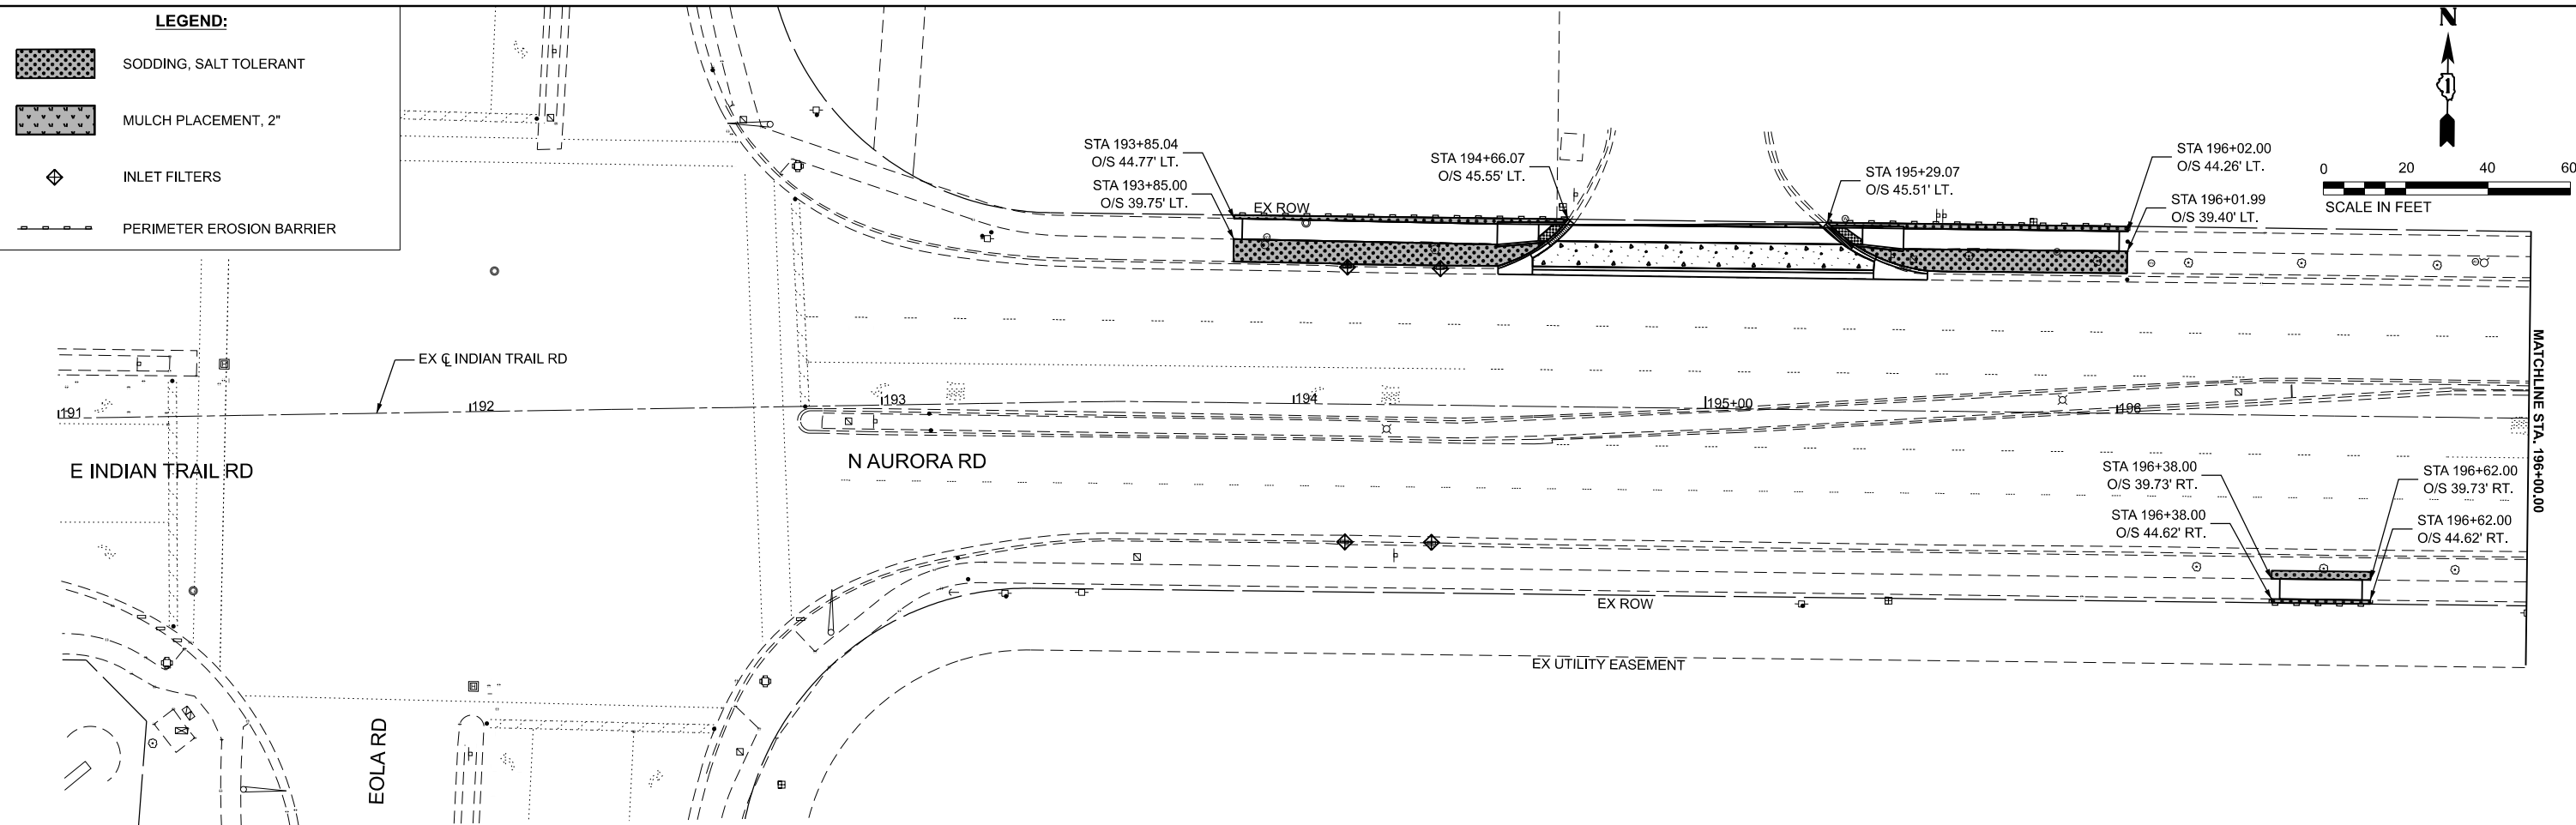 LEGEND:
SODDING, SALT TOLERANT
MULCH PLACEMENT, 2"
INLET FILTERS
PERIMETER EROSION BARRIER
N
1
0 20 40 60
SCALE IN FEET
STA 193+85.04
O/S 44.77' LT.
STA 193+85.00
O/S 39.75' LT.
STA 194+66.07
O/S 45.55' LT.
STA 195+29.07
O/S 45.51' LT.
STA 196+02.00
O/S 44.26' LT.
STA 196+01.99
O/S 39.40' LT.
EX ROW
EX ℄ INDIAN TRAIL RD
191
192
193
194
195+00
196
MATCHLINE STA. 196+00.00
E INDIAN TRAIL RD
N AURORA RD
STA 196+38.00
O/S 39.73' RT.
STA 196+38.00
O/S 44.62' RT.
STA 196+62.00
O/S 39.73' RT.
STA 196+62.00
O/S 44.62' RT.
EX ROW
EX UTILITY EASEMENT
EOLA RD